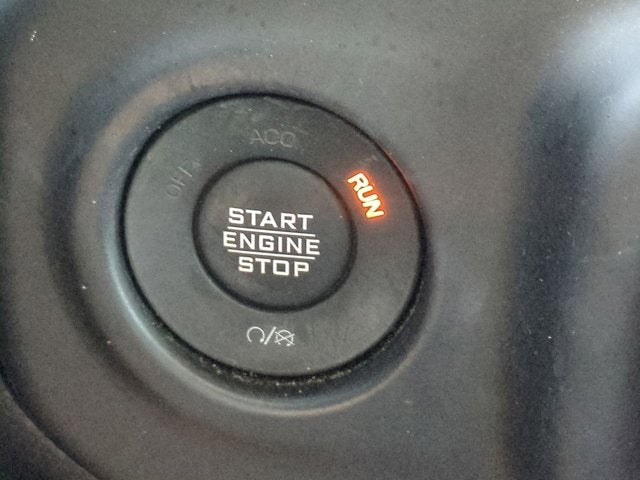 ACC
OFF
RUN
START
ENGINE
STOP